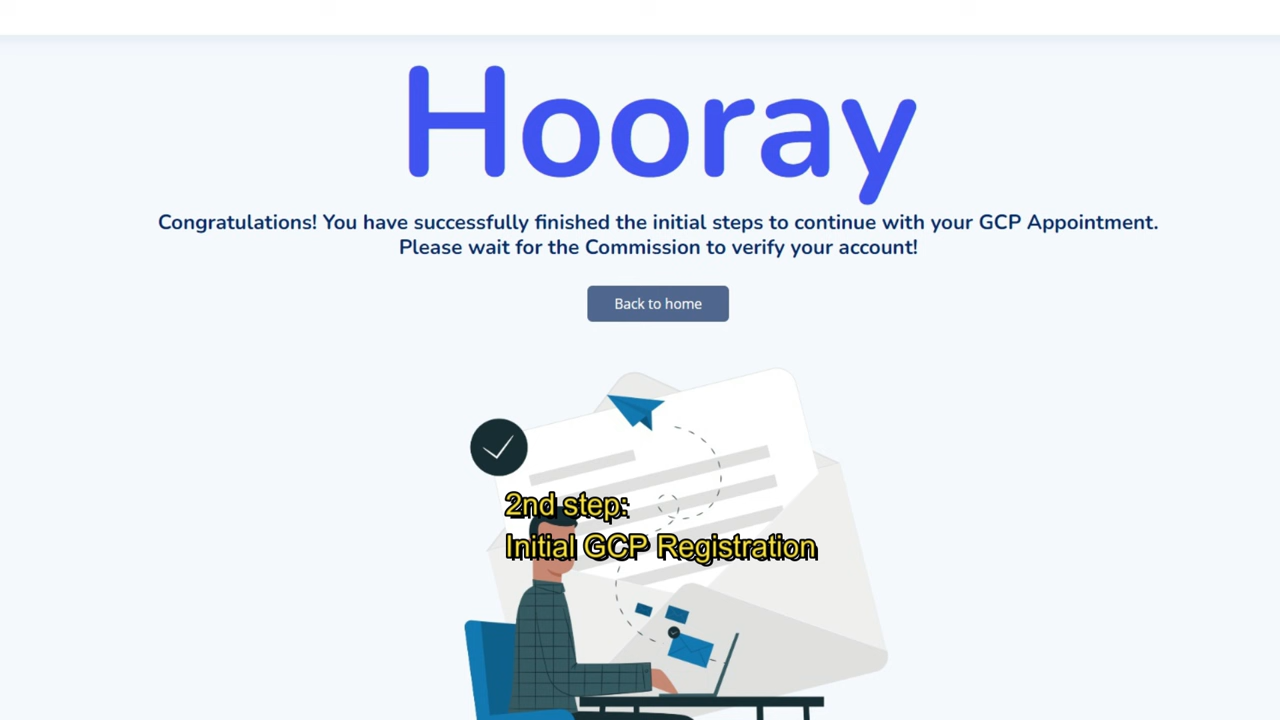 Hooray
Congratulations! You have successfully finished the initial steps to continue with your GCP Appointment.
Please wait for the Commission to verify your account!
Back to home
2nd step:
Initial GCP Registration